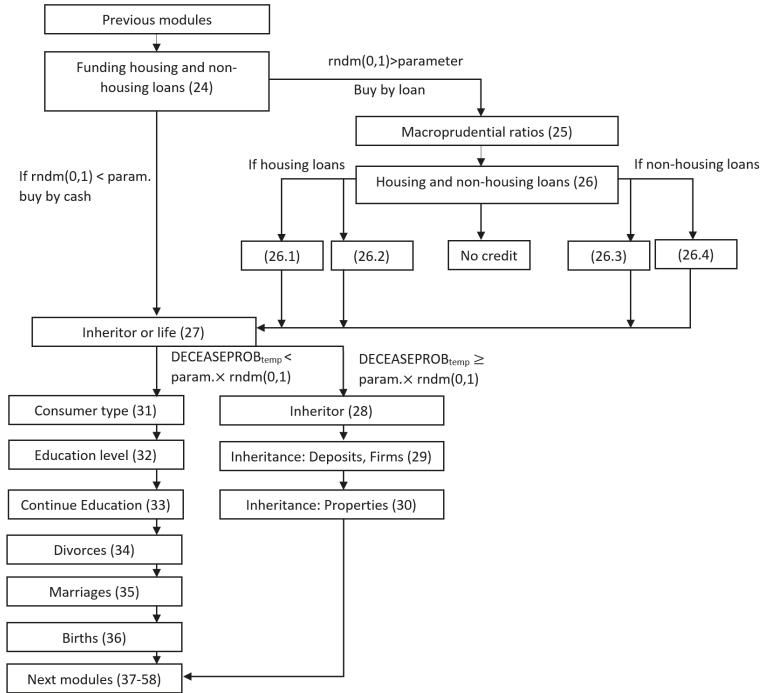 Previous modules
Funding housing and non-
housing loans (24)
rndm(0,1)>parameter
Buy by loan
Macroprudential ratios (25)
If rndm(0,1) < param.
buy by cash
If housing loans
Housing and non-housing loans (26)
If non-housing loans
(26.1)
(26.2)
No credit
(26.3)
(26.4)
Inheritor or life (27)
DECEASEPROBtemp <
param.× rndm(0,1)
DECEASEPROBtemp ≥
param.× rndm(0,1)
Consumer type (31)
Inheritor (28)
Education level (32)
Inheritance: Deposits, Firms (29)
Continue Education (33)
Inheritance: Properties (30)
Divorces (34)
Marriages (35)
Births (36)
Next modules (37-58)